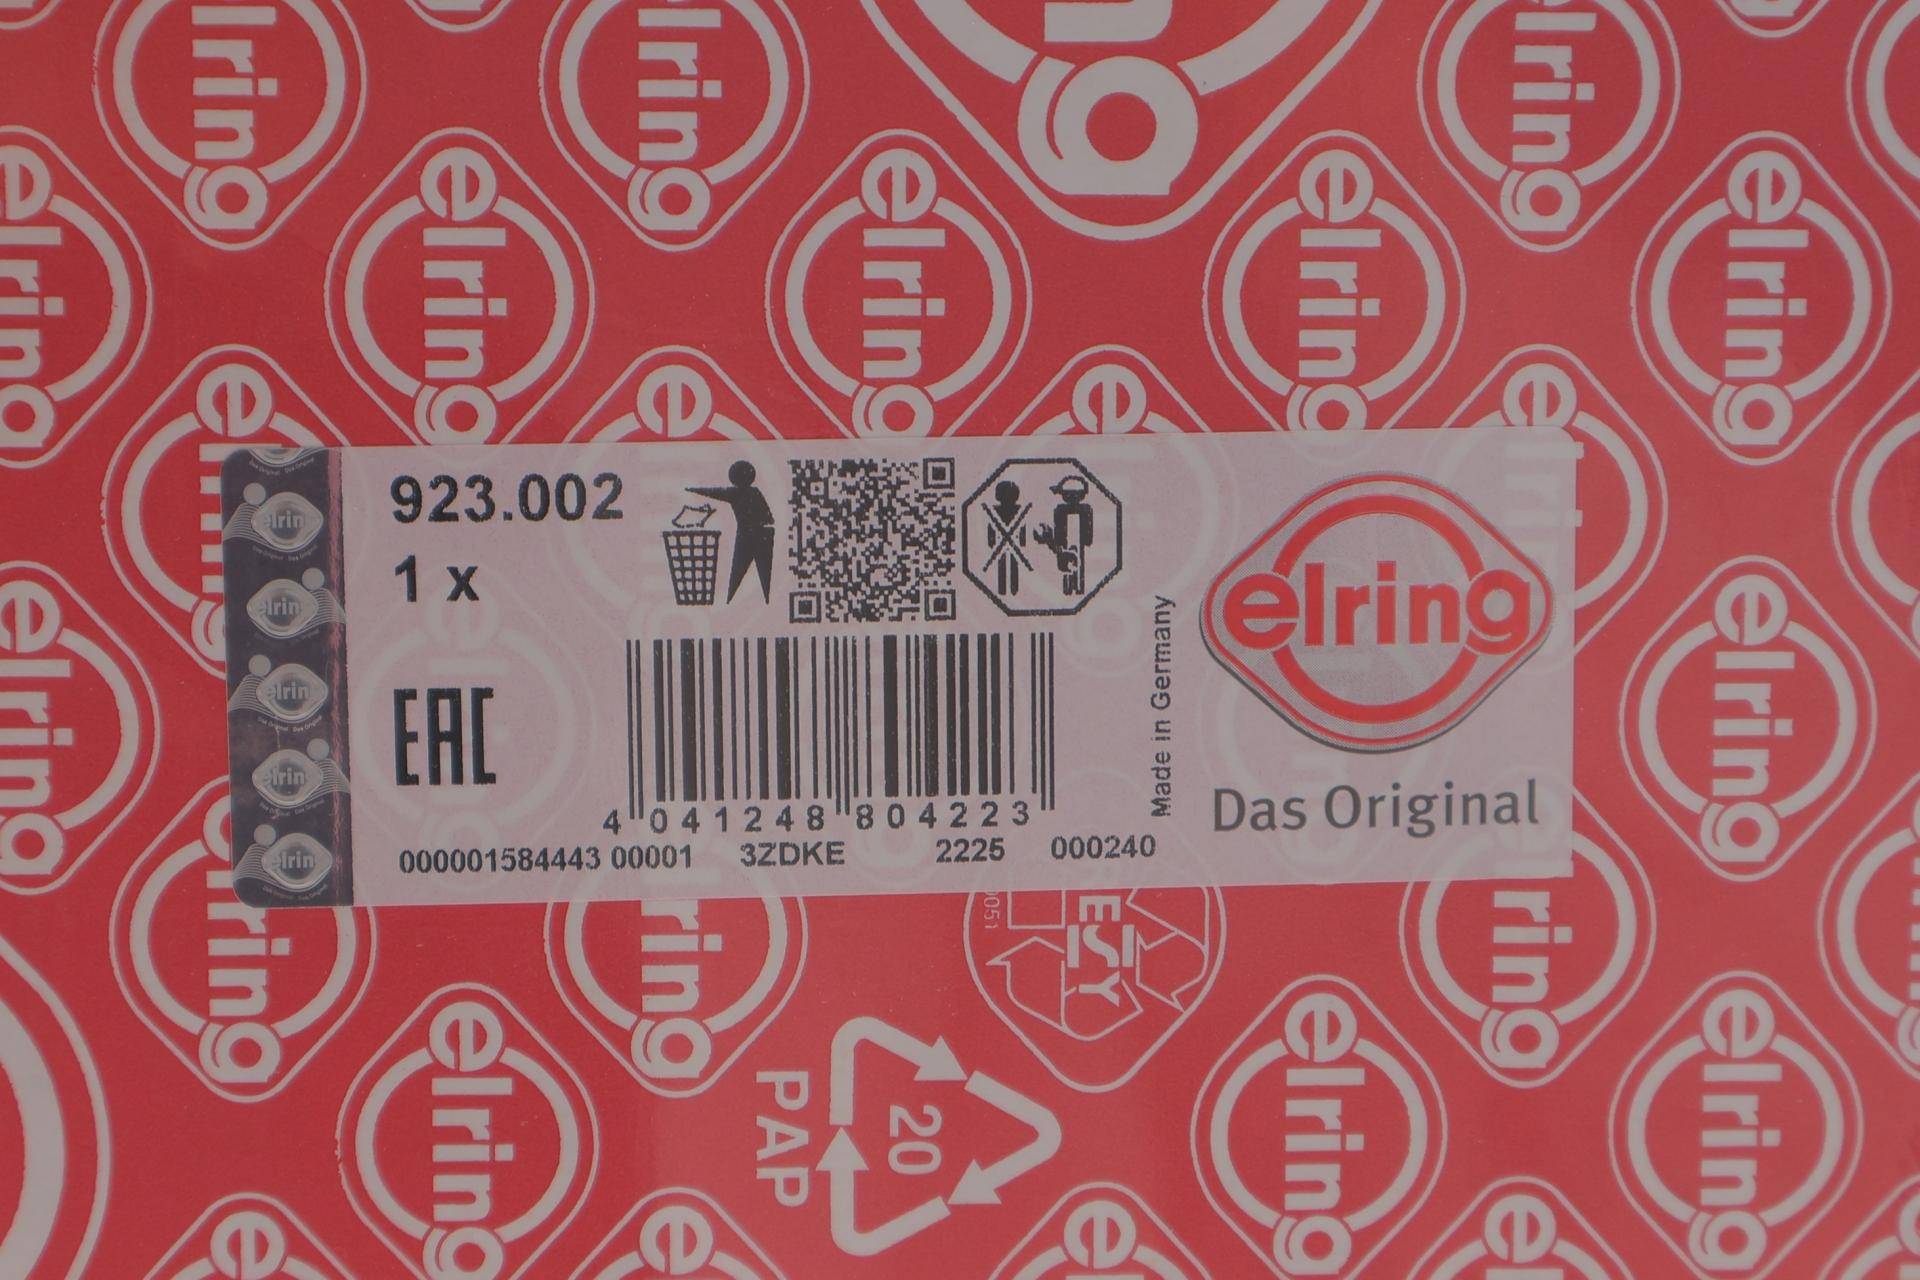 923.002
1 x
EAC
4 041248 804223
000001584443 00001 3ZDKE 2225 000240
Made in Germany
elring
Das Original
RESY
20
PAP